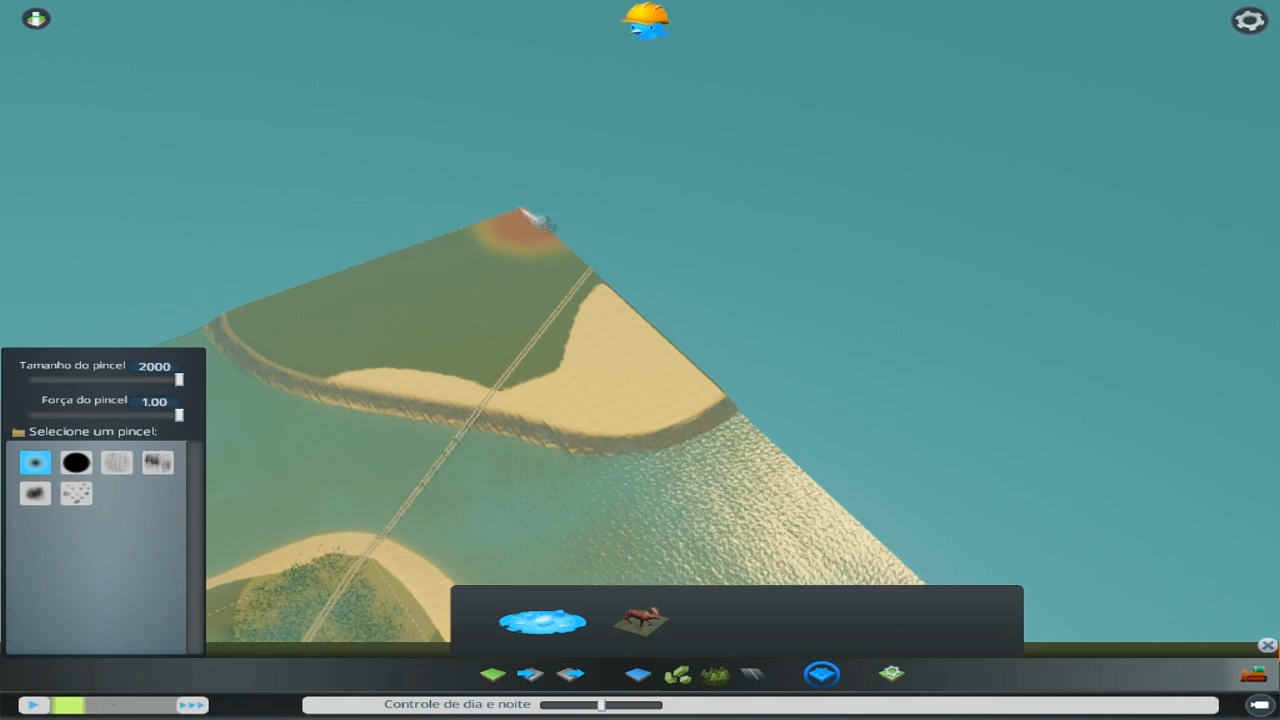 Tamanho do pincel 2000
Força do pincel 1.00
Selecione um pincel:
Controle de dia e noite